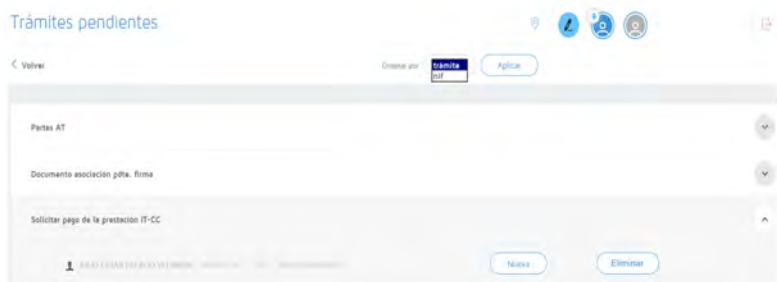 Trámites pendientes
Volver
Ordenar por
trámite
nif
Aplicar
Partes AT
Documento asociación pdte. firma
Solicitar pago de la prestación IT-CC
Nueva
Eliminar